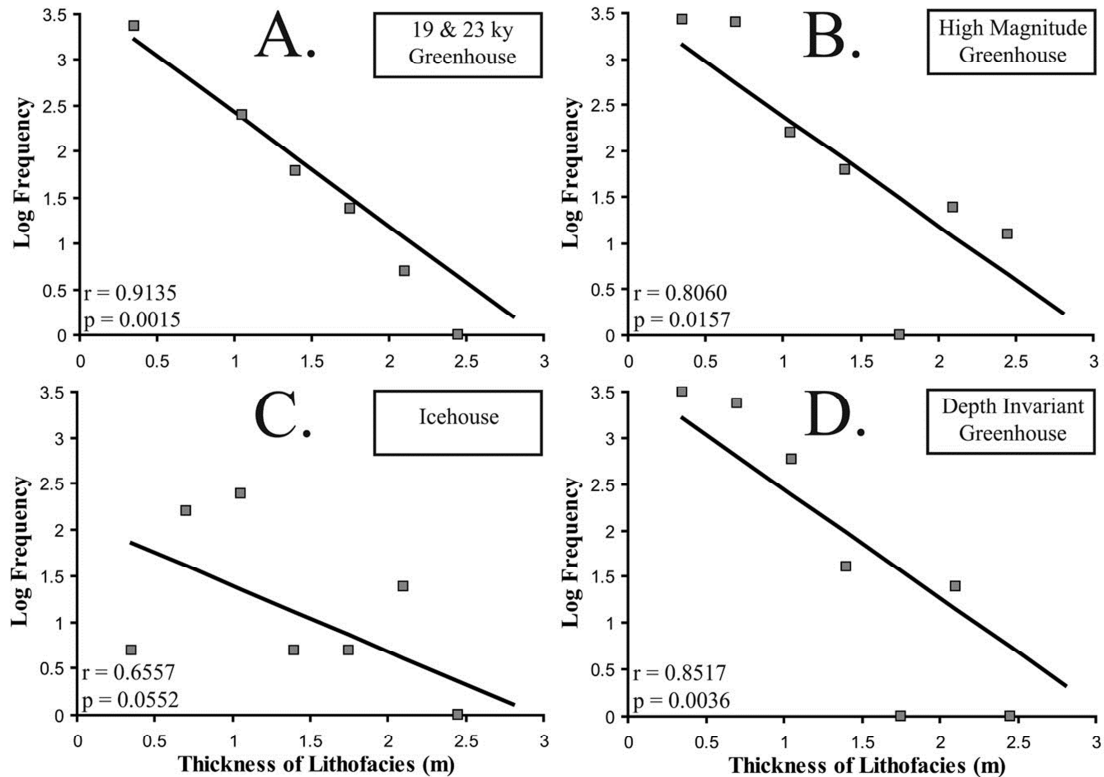 A.
19 & 23 ky
Greenhouse
Log Frequency
3.5
3
2.5
2
1.5
1
0.5
0
r = 0.9135
p = 0.0015
0
0.5
1
1.5
2
2.5
3
B.
High Magnitude
Greenhouse
Log Frequency
3.5
3
2.5
2
1.5
1
0.5
0
r = 0.8060
p = 0.0157
0
0.5
1
1.5
2
2.5
3
C.
Icehouse
Log Frequency
3.5
3
2.5
2
1.5
1
0.5
0
r = 0.6557
p = 0.0552
0
0.5
1
1.5
2
2.5
3
Thickness of Lithofacies (m)
D.
Depth Invariant
Greenhouse
Log Frequency
3.5
3
2.5
2
1.5
1
0.5
0
r = 0.8517
p = 0.0036
0
0.5
1
1.5
2
2.5
3
Thickness of Lithofacies (m)